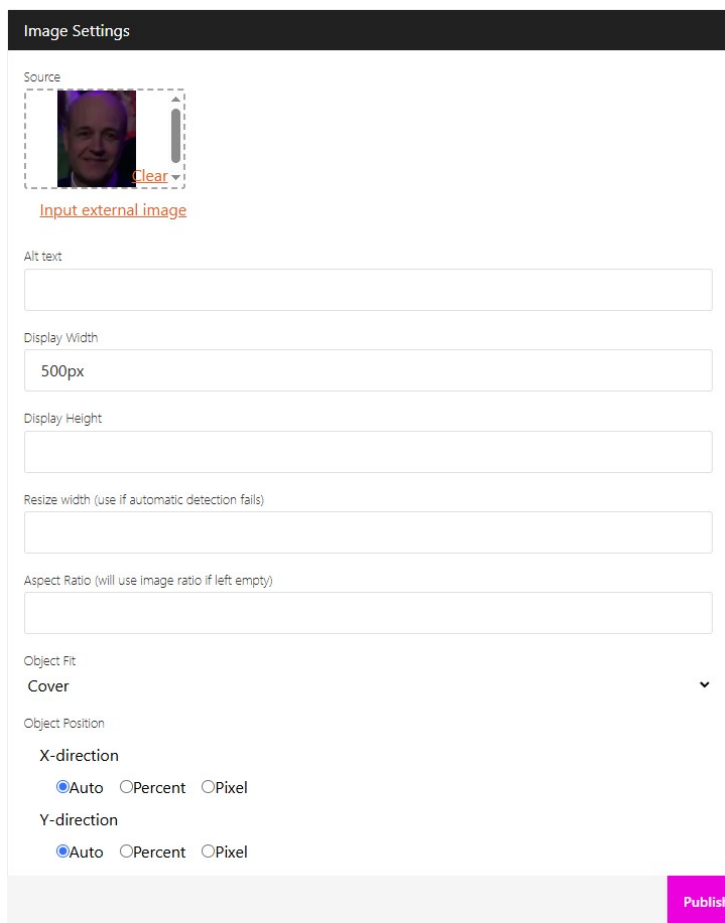 Image Settings
Source
Clear
Input external image
Alt text
Display Width
500px
Display Height
Resize width (use if automatic detection fails)
Aspect Ratio (will use image ratio if left empty)
Object Fit
Cover
Object Position
X-direction
Auto Percent Pixel
Y-direction
Auto Percent Pixel
Publish